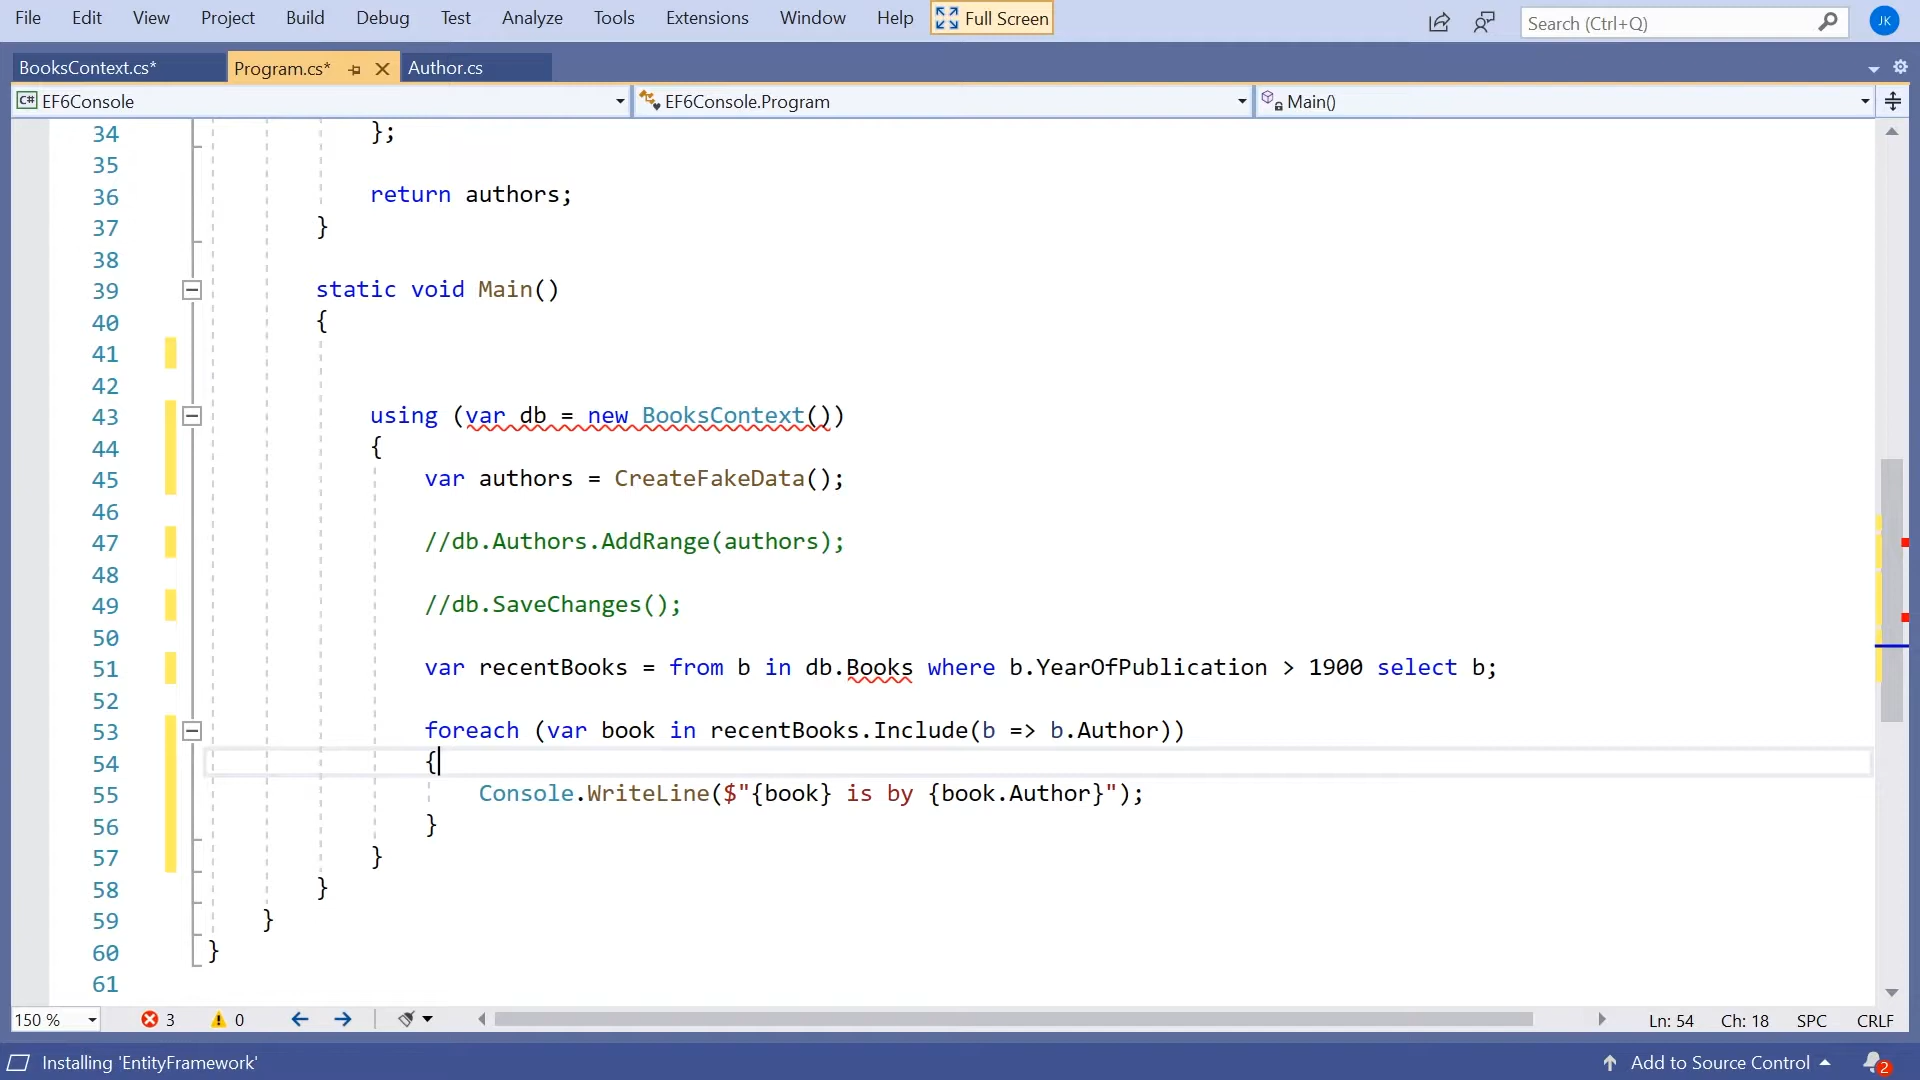 File Edit View Project Build Debug Test Analyze Tools Extensions Window Help Full Screen Search (Ctrl+Q) JK
BooksContext.cs* Program.cs* Author.cs
C# EF6Console EF6Console.Program Main()
34 };
35
36 return authors;
37 }
38
39 static void Main()
40 {
41
42
43 using (var db = new BooksContext())
44 {
45 var authors = CreateFakeData();
46
47 //db.Authors.AddRange(authors);
48
49 //db.SaveChanges();
50
51 var recentBooks = from b in db.Books where b.YearOfPublication > 1900 select b;
52
53 foreach (var book in recentBooks.Include(b => b.Author))
54 {
55 Console.WriteLine($"{book} is by {book.Author}");
56 }
57 }
58 }
59 }
60 }
61
150 % 3 0 Ln: 54 Ch: 18 SPC CRLF
Installing 'EntityFramework' Add to Source Control 2